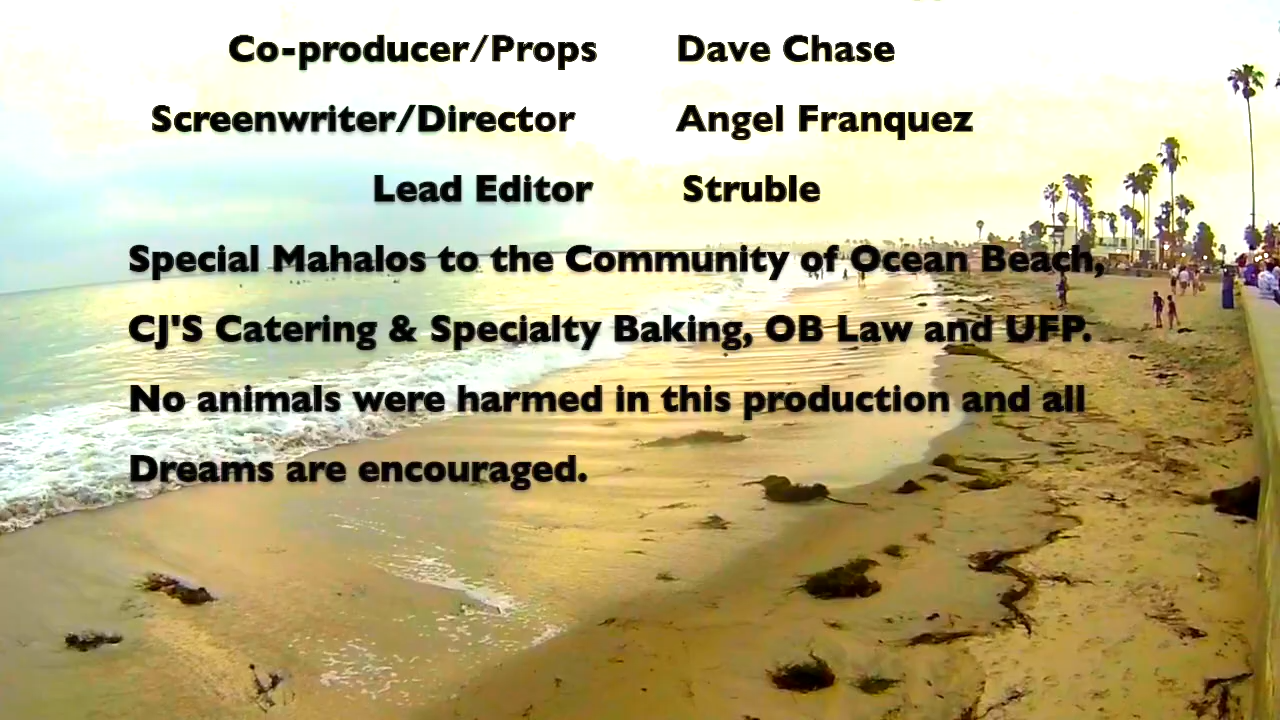 Co-producer/Props Dave Chase
Screenwriter/Director Angel Franquez
Lead Editor Struble
Special Mahalos to the Community of Ocean Beach,
CJ'S Catering & Specialty Baking, OB Law and UFP.
No animals were harmed in this production and all
Dreams are encouraged.